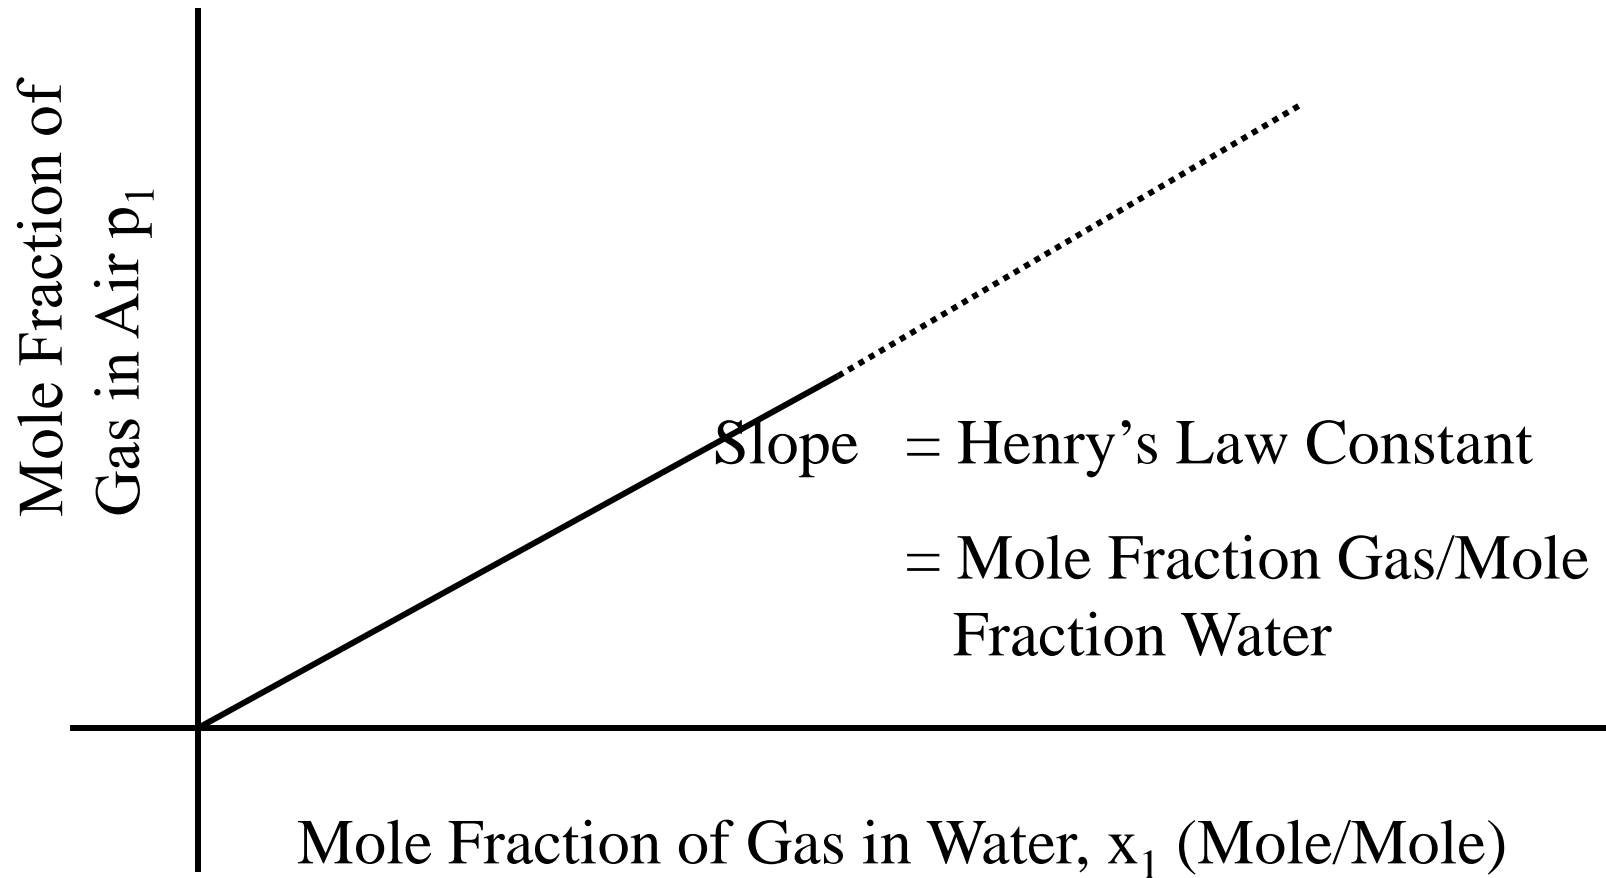 Mole Fraction of
Gas in Air p₁
Slope = Henry’s Law Constant
= Mole Fraction Gas/Mole
Fraction Water
Mole Fraction of Gas in Water, x₁ (Mole/Mole)